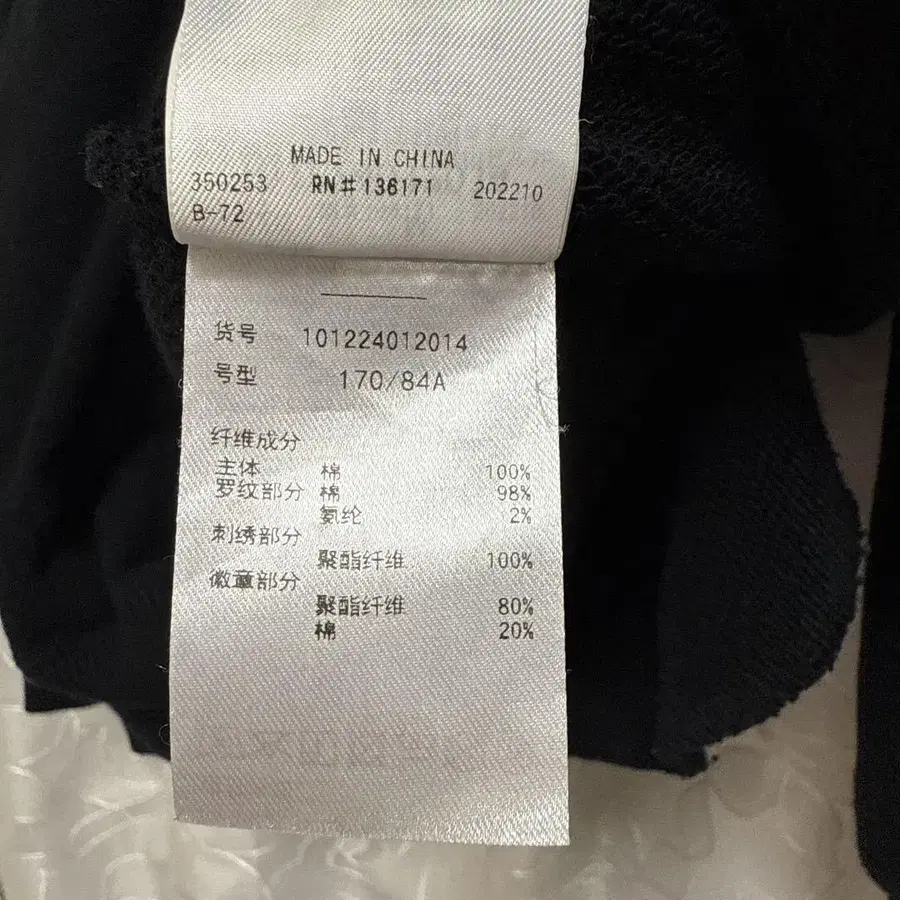 MADE IN CHINA
350253 RN#136171 202210
B-72
货号 101224012014
号型 170/84A
纤维成分
主体 棉 100%
罗纹部分 棉 98%
氨纶 2%
刺绣部分
聚酯纤维 100%
徽章部分
聚酯纤维 80%
棉 20%